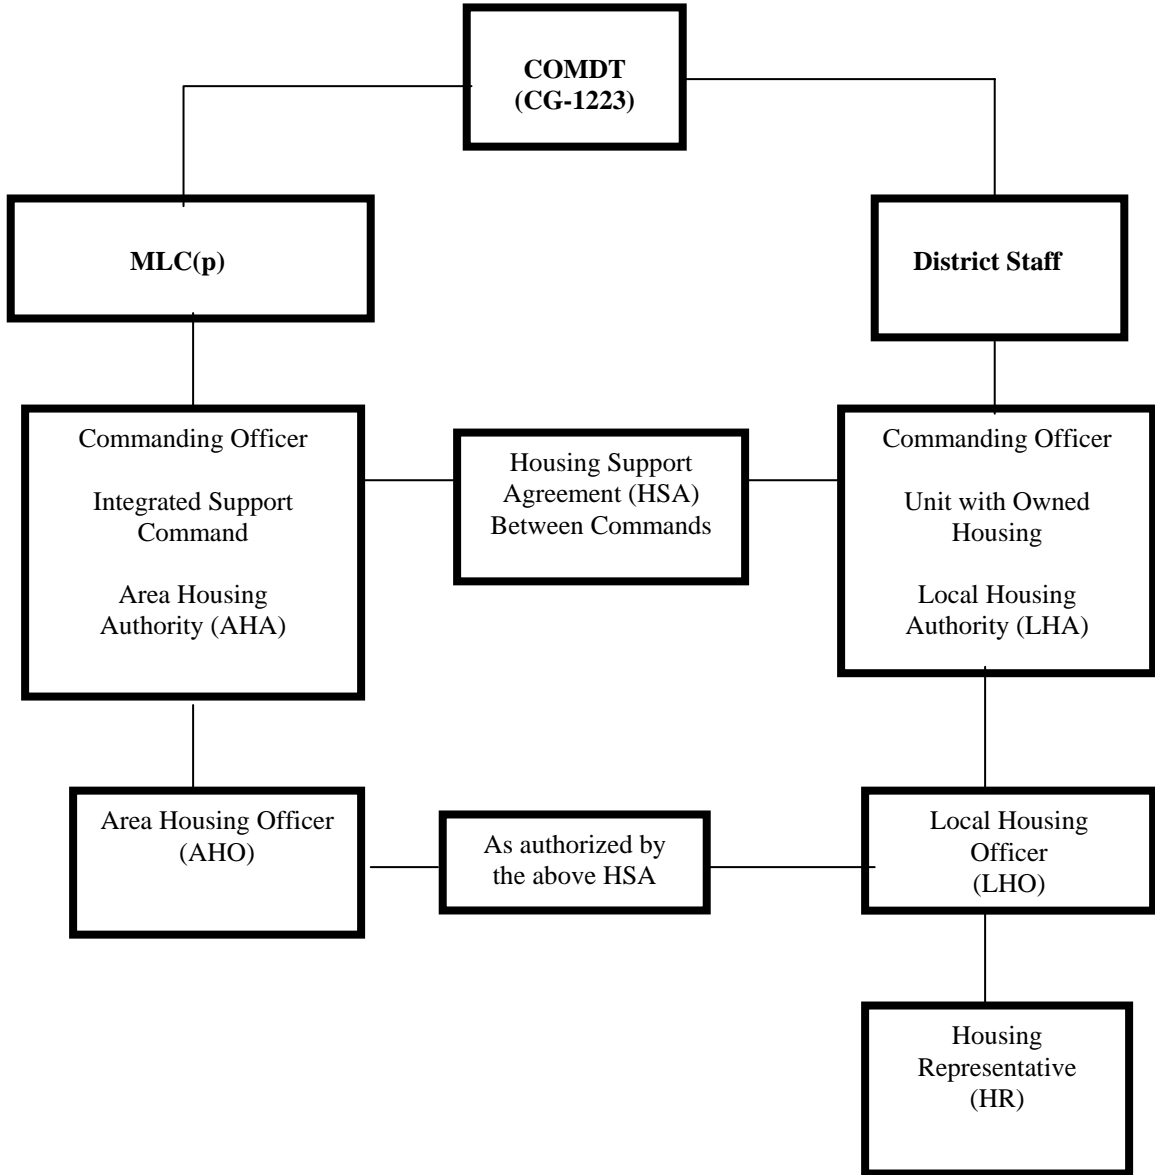 COMDT
(CG-1223)
MLC(p)
District Staff
Commanding Officer
Integrated Support
Command
Area Housing
Authority (AHA)
Housing Support
Agreement (HSA)
Between Commands
Commanding Officer
Unit with Owned
Housing
Local Housing
Authority (LHA)
Area Housing Officer
(AHO)
As authorized by
the above HSA
Local Housing
Officer
(LHO)
Housing
Representative
(HR)